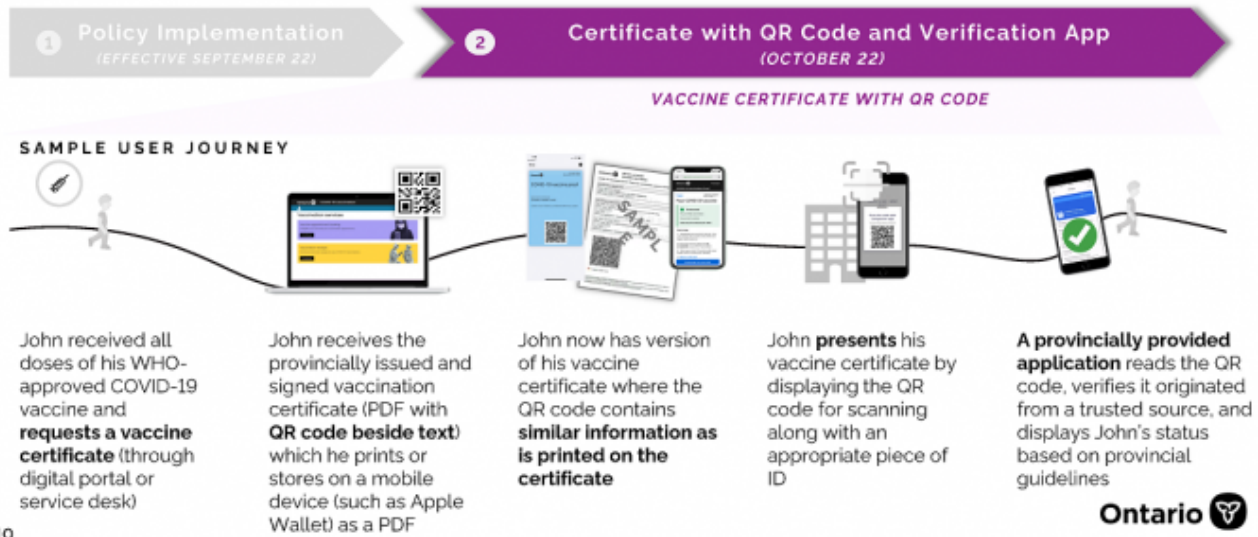 1 Policy Implementation
(EFFECTIVE SEPTEMBER 22)
2 Certificate with QR Code and Verification App
(OCTOBER 22)
VACCINE CERTIFICATE WITH QR CODE
SAMPLE USER JOURNEY
SAMPL
E
John received all
doses of his WHO-
approved COVID-19
vaccine and
requests a vaccine
certificate (through
digital portal or
service desk)
John receives the
provincially issued and
signed vaccination
certificate (PDF with
QR code beside text)
which he prints or
stores on a mobile
device (such as Apple
Wallet) as a PDF
John now has version
of his vaccine
certificate where the
QR code contains
similar information as
is printed on the
certificate
John presents his
vaccine certificate by
displaying the QR
code for scanning
along with an
appropriate piece of
ID
A provincially provided
application reads the QR
code, verifies it originated
from a trusted source, and
displays John's status
based on provincial
guidelines
Ontario